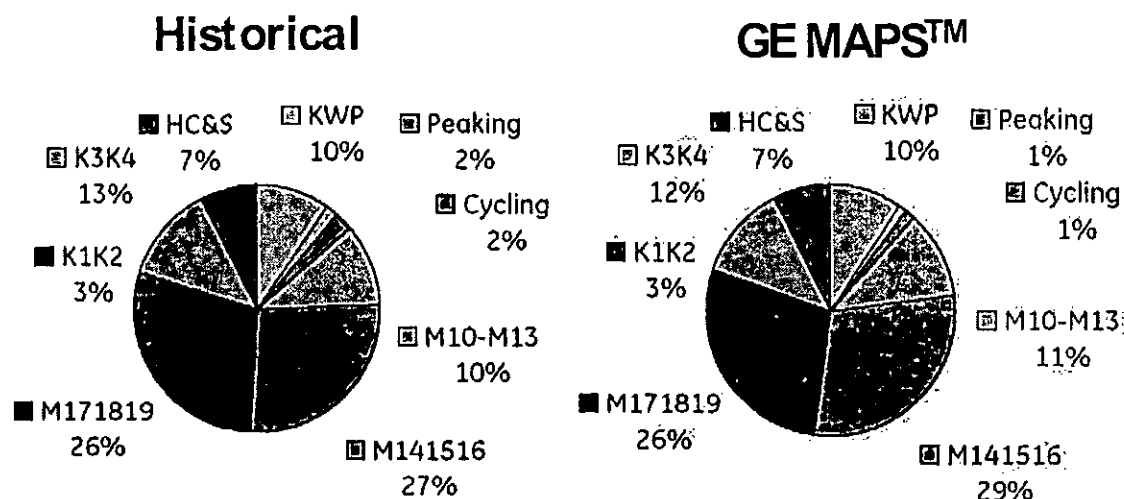 Historical
HC&S
7%
KWP
10%
Peaking
2%
K3K4
13%
Cycling
2%
K1K2
3%
M10-M13
10%
M171819
26%
M141516
27%
GE MAPS™
HC&S
7%
KWP
10%
Peaking
1%
K3K4
12%
Cycling
1%
K1K2
3%
M10-M13
11%
M171819
26%
M141516
29%